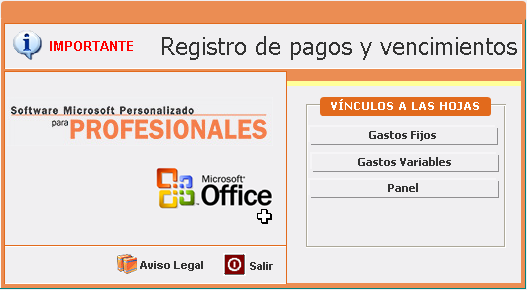 IMPORTANTE
Registro de pagos y vencimientos
Software Microsoft Personalizado
para PROFESIONALES
Microsoft
Office
VÍNCULOS A LAS HOJAS
Gastos Fijos
Gastos Variables
Panel
Aviso Legal
Salir